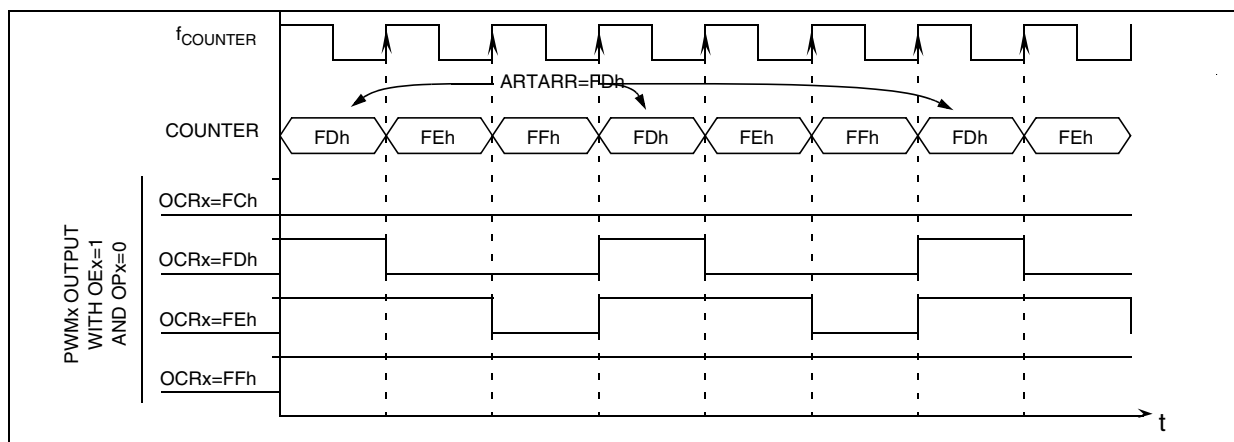 fCOUNTER
ARTARR=FDh
COUNTER
FDh FEh FFh FDh FEh FFh FDh FEh
PWMx OUTPUT
WITH OEx=1
AND OPx=0
OCRx=FCh
OCRx=FDh
OCRx=FEh
OCRx=FFh
t